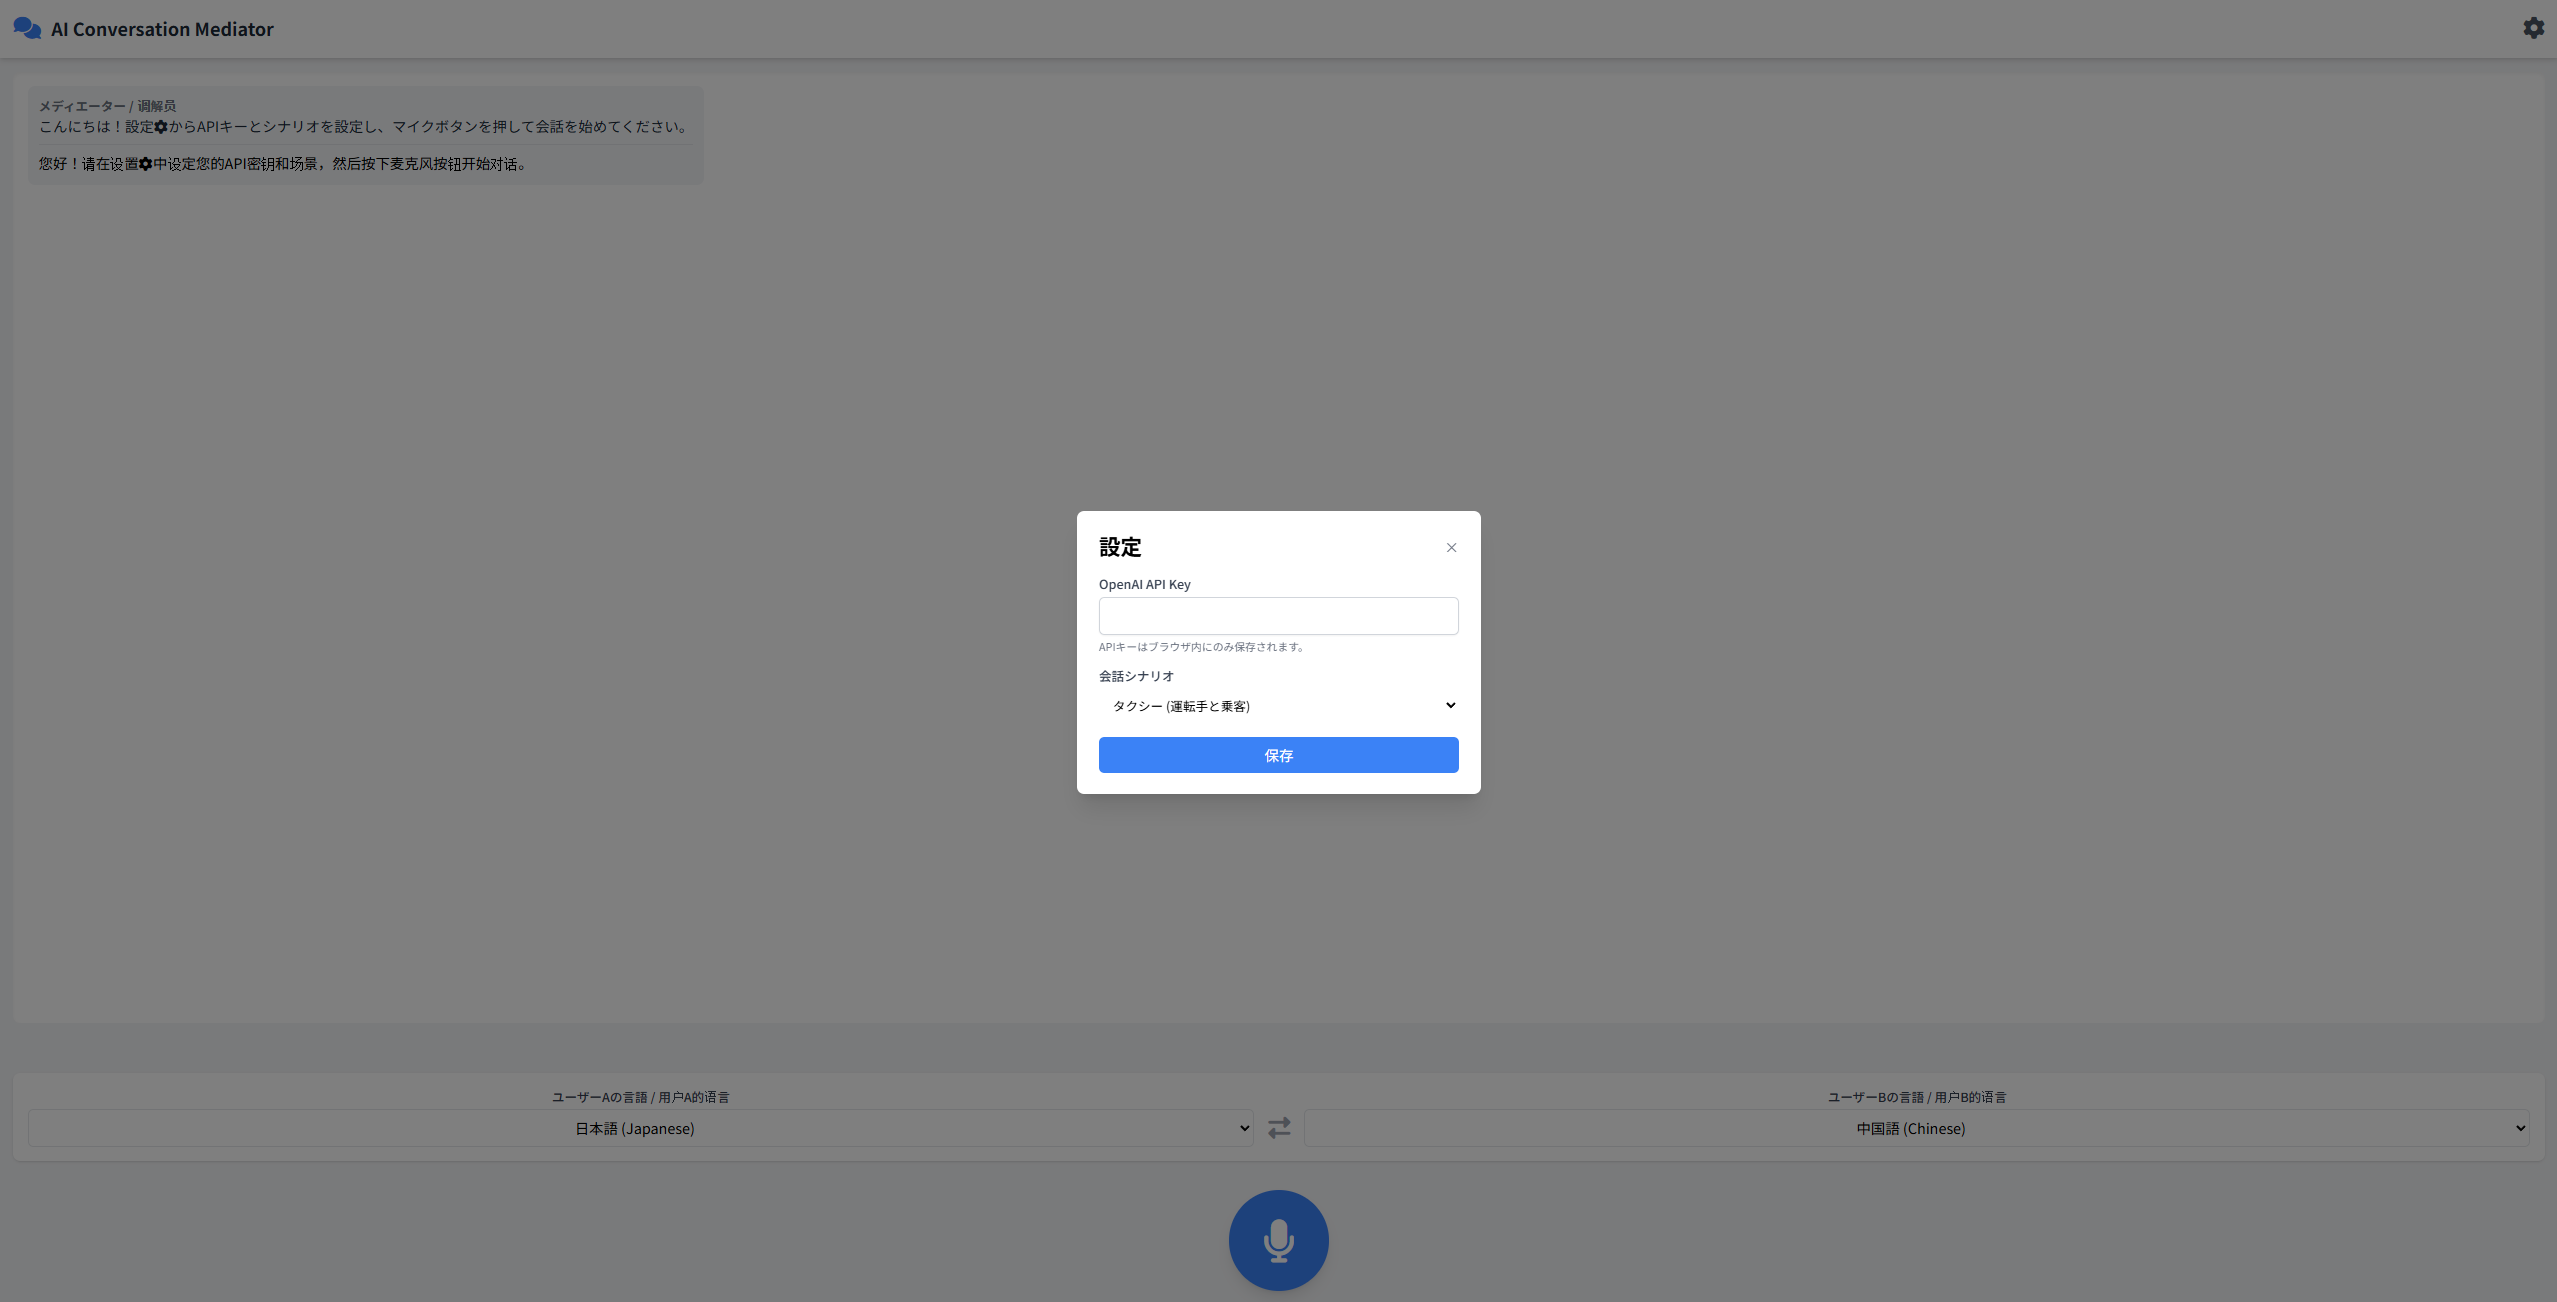 AI Conversation Mediator
メディエーター / 调解员
こんにちは！設定からAPIキーとシナリオを設定し、マイクボタンを押して会話を始めてください。
您好！请在设置中设定您的API密钥和场景，然后按下麦克风按钮开始对话。
設定
OpenAI API Key
APIキーはブラウザ内にのみ保存されます。
会話シナリオ
タクシー (運転手と乗客)
保存
ユーザーAの言語 / 用户A的语言
日本語 (Japanese)
ユーザーBの言語 / 用户B的语言
中国語 (Chinese)